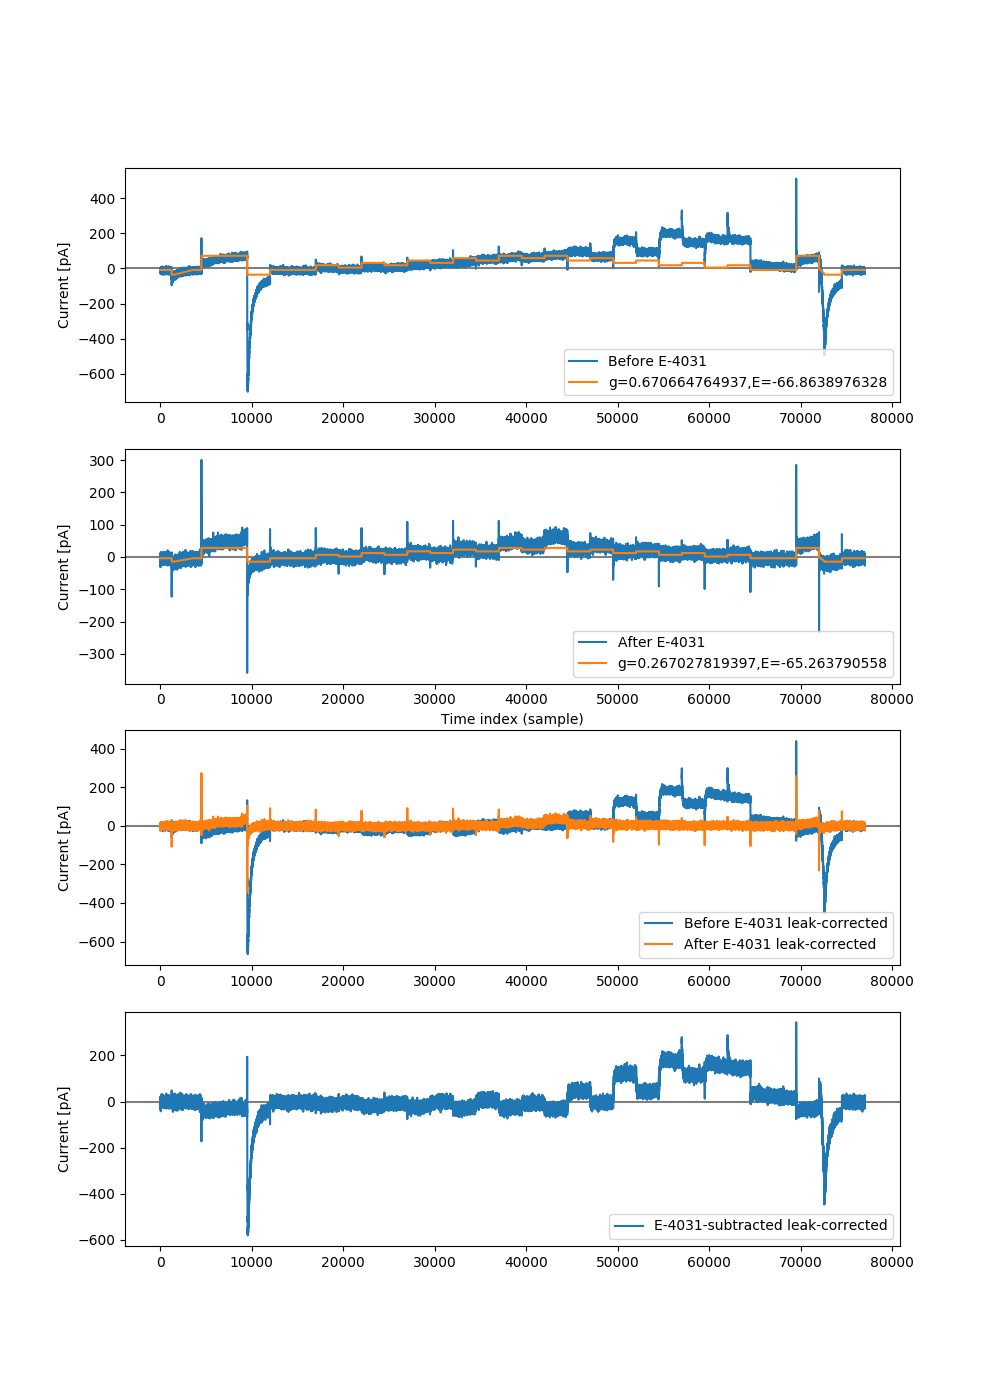 400
200
0
−200
−400
−600
Current [pA]
Before E-4031
g=0.670664764937,E=-66.8638976328
0 10000 20000 30000 40000 50000 60000 70000 80000
300
200
100
0
−100
−200
−300
Current [pA]
After E-4031
g=0.267027819397,E=-65.263790558
0 10000 20000 30000 40000 50000 60000 70000 80000
Time index (sample)
400
200
0
−200
−400
−600
Current [pA]
Before E-4031 leak-corrected
After E-4031 leak-corrected
0 10000 20000 30000 40000 50000 60000 70000 80000
200
0
−200
−400
−600
Current [pA]
E-4031-subtracted leak-corrected
0 10000 20000 30000 40000 50000 60000 70000 80000